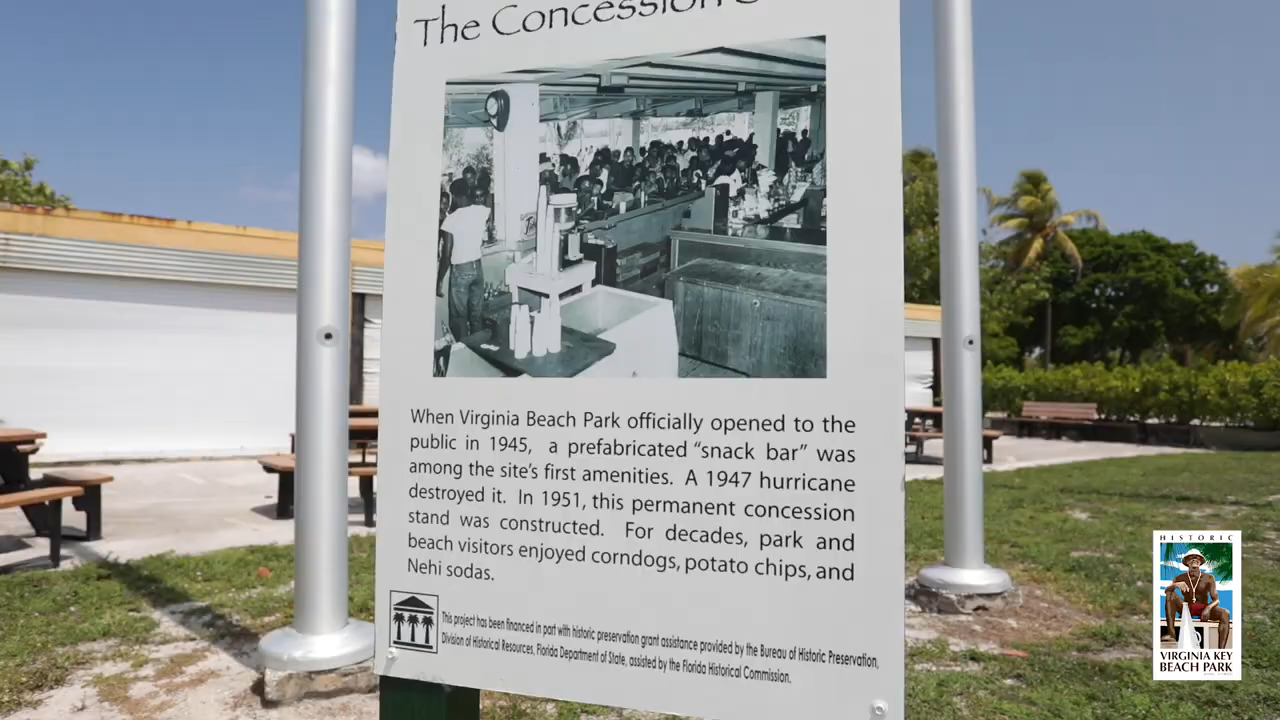 The Concession
When Virginia Beach Park officially opened to the
public in 1945, a prefabricated “snack bar” was
among the site’s first amenities. A 1947 hurricane
destroyed it. In 1951, this permanent concession
stand was constructed. For decades, park and
beach visitors enjoyed corndogs, potato chips, and
Nehi sodas.
This project has been financed in part with historic preservation grant assistance provided by the Bureau of Historic Preservation,
Division of Historical Resources, Florida Department of State, assisted by the Florida Historical Commission.
HISTORIC
VIRGINIA KEY
BEACH PARK